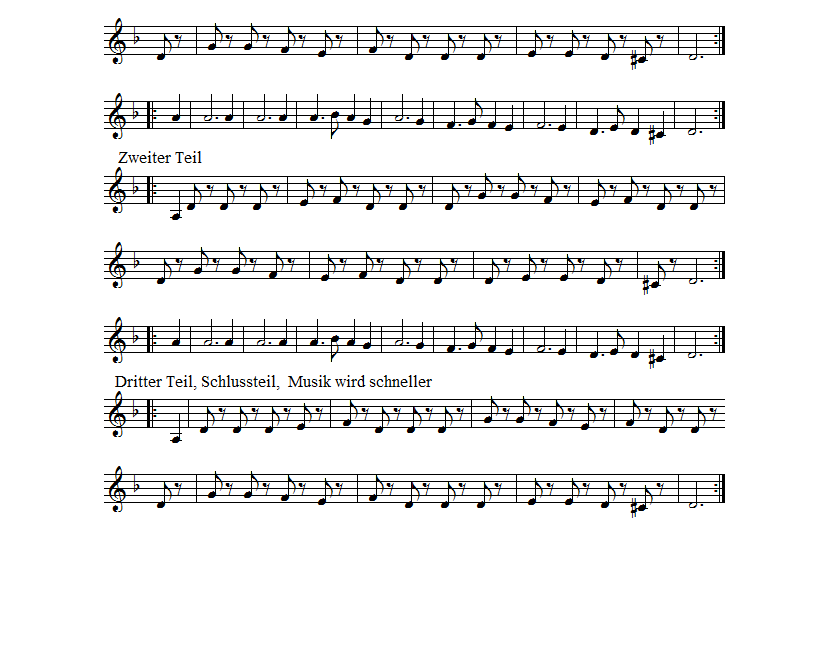 Zweiter Teil
Dritter Teil, Schlussteil, Musik wird schneller